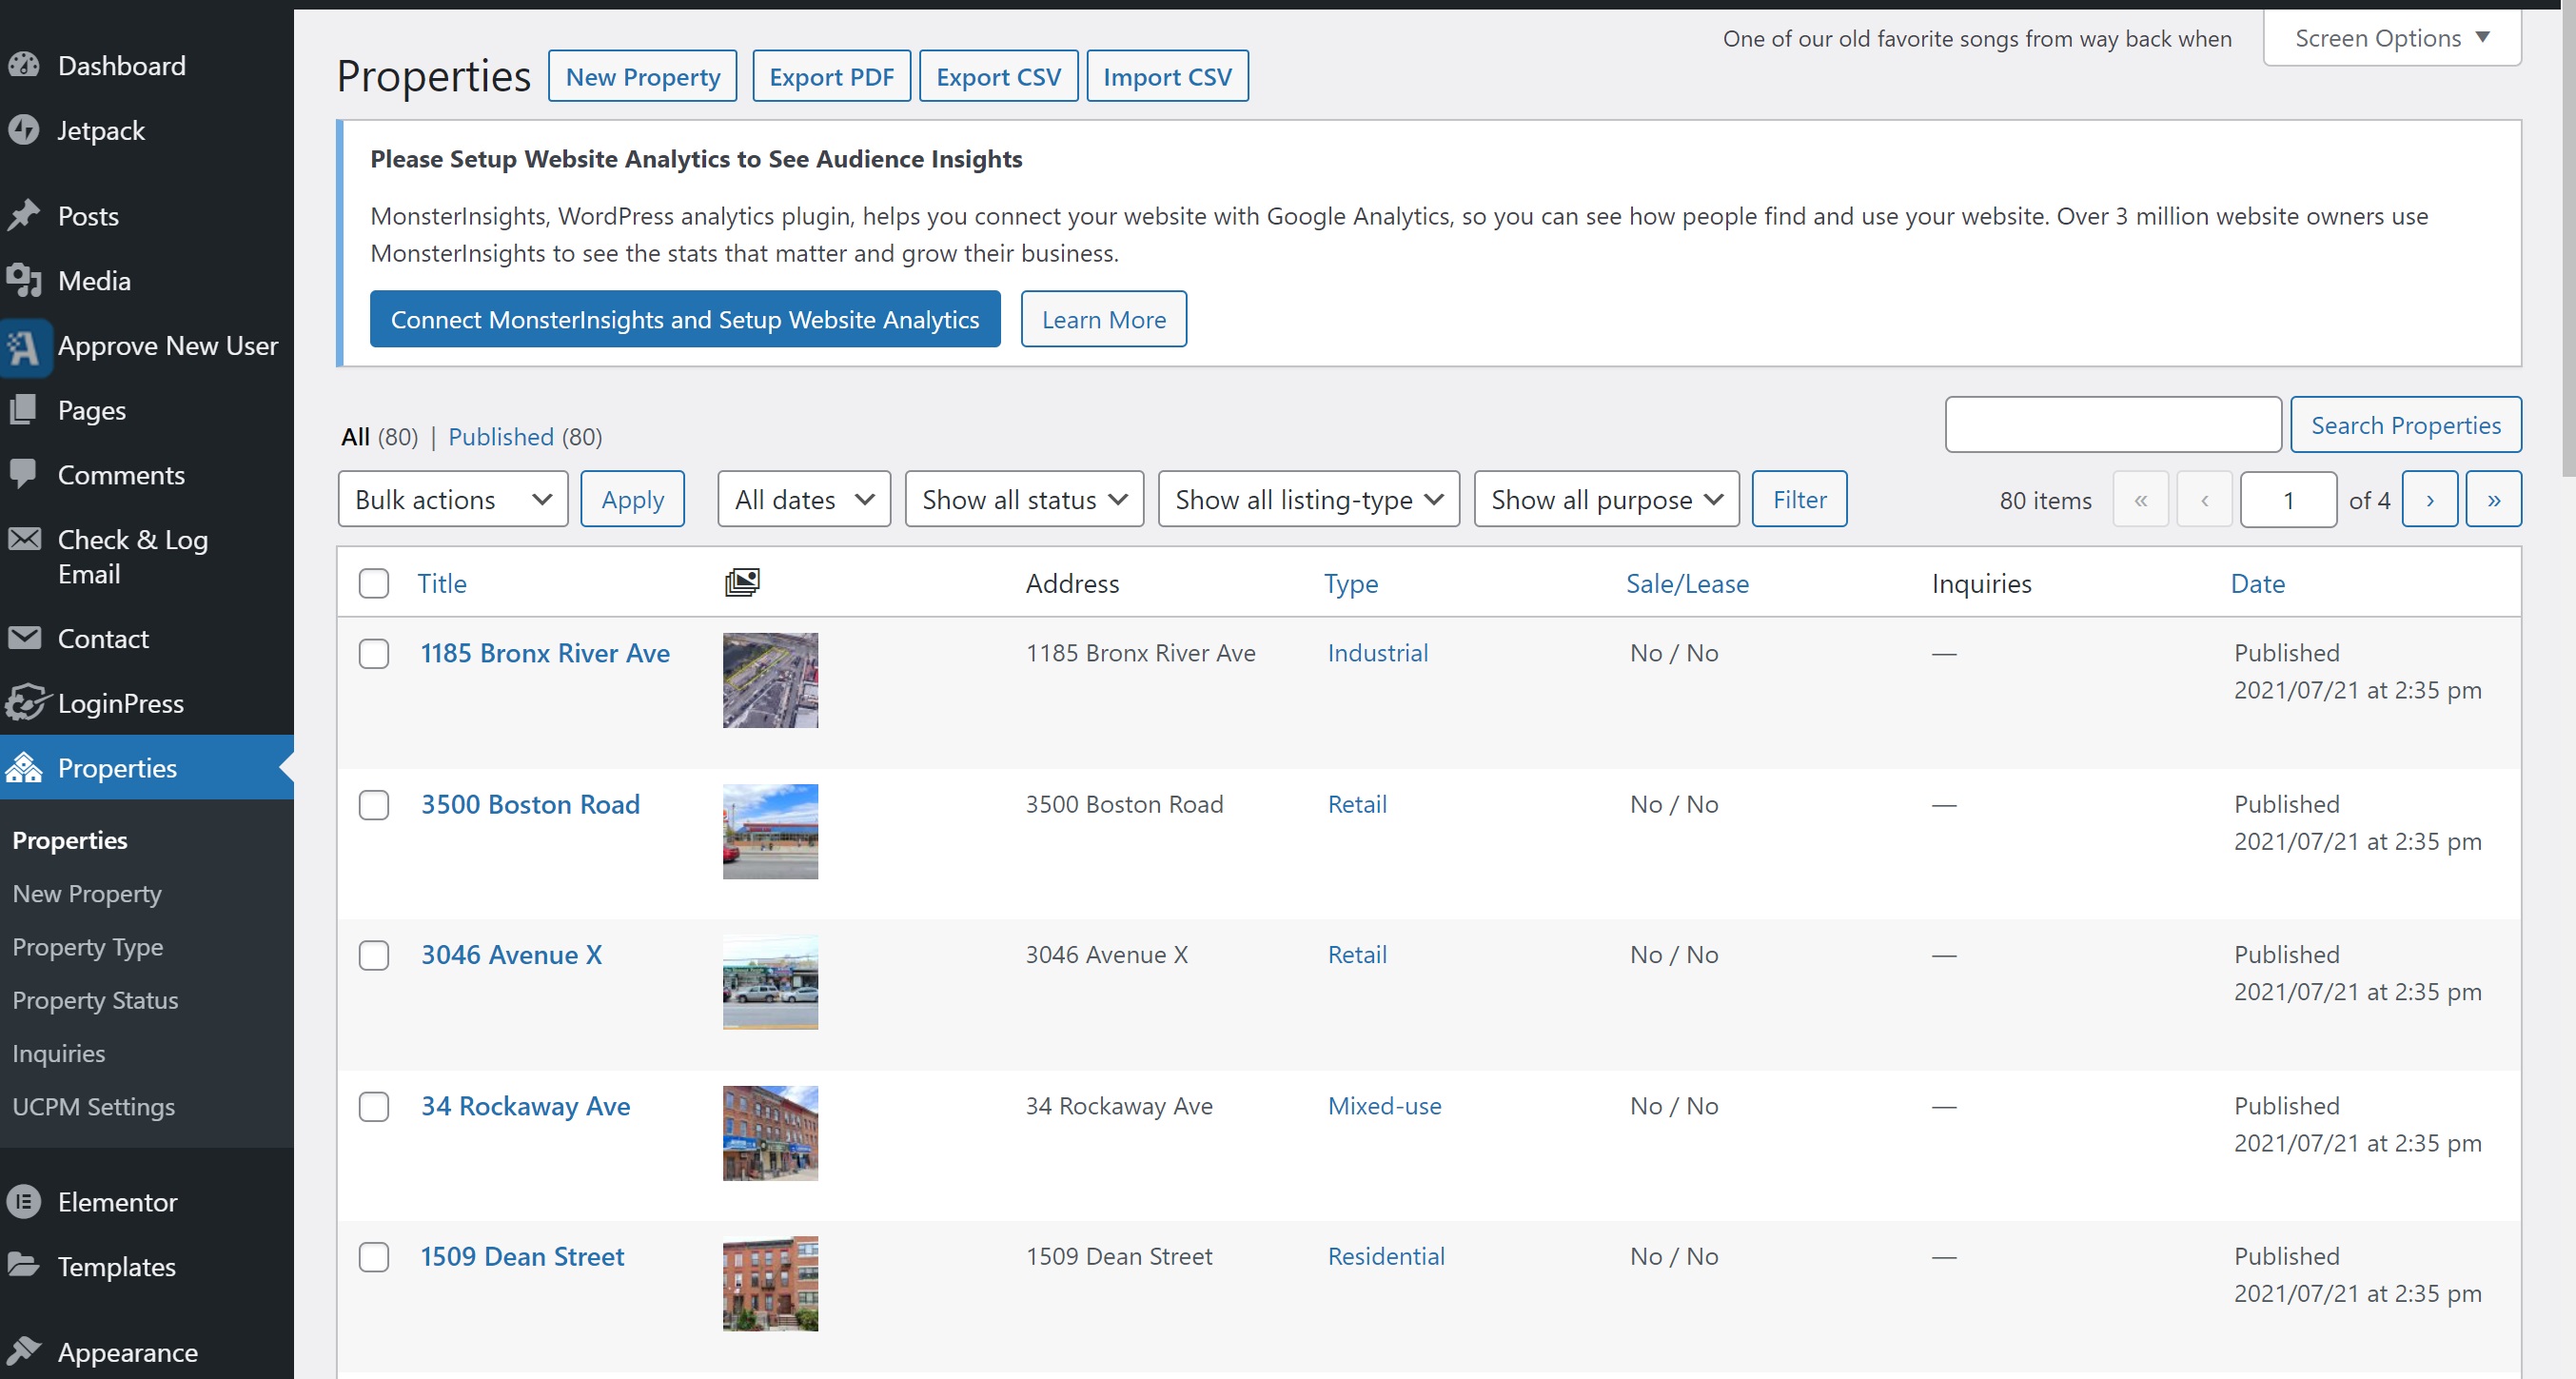 Dashboard
Jetpack
Posts
Media
Approve New User
Pages
Comments
Check & Log
Email
Contact
LoginPress
Properties
Properties
New Property
Property Type
Property Status
Inquiries
UCPM Settings
Elementor
Templates
Appearance
One of our old favorite songs from way back when
Screen Options
Properties New Property Export PDF Export CSV Import CSV
Please Setup Website Analytics to See Audience Insights
MonsterInsights, WordPress analytics plugin, helps you connect your website with Google Analytics, so you can see how people find and use your website. Over 3 million website owners use
MonsterInsights to see the stats that matter and grow their business.
Connect MonsterInsights and Setup Website Analytics Learn More
All (80) | Published (80)
Search Properties
Bulk actions Apply All dates Show all status Show all listing-type Show all purpose Filter 80 items « ‹ 1 of 4 › »
Title Address Type Sale/Lease Inquiries Date
1185 Bronx River Ave 1185 Bronx River Ave Industrial No / No — Published
2021/07/21 at 2:35 pm
3500 Boston Road 3500 Boston Road Retail No / No — Published
2021/07/21 at 2:35 pm
3046 Avenue X 3046 Avenue X Retail No / No — Published
2021/07/21 at 2:35 pm
34 Rockaway Ave 34 Rockaway Ave Mixed-use No / No — Published
2021/07/21 at 2:35 pm
1509 Dean Street 1509 Dean Street Residential No / No — Published
2021/07/21 at 2:35 pm